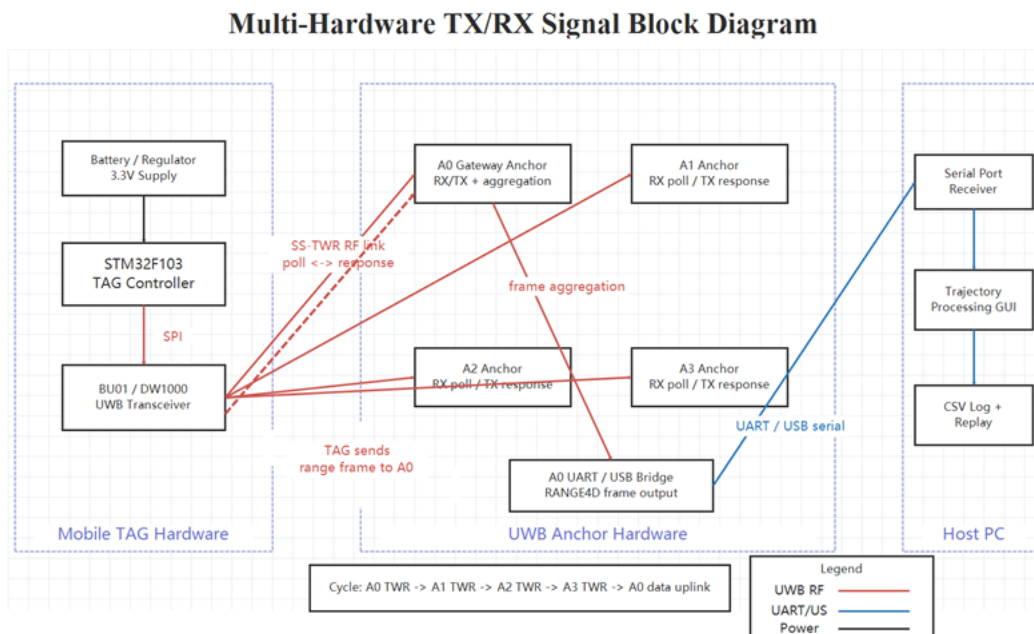 Multi-Hardware TX/RX Signal Block Diagram
Battery / Regulator
3.3V Supply
STM32F103
TAG Controller
SPI
BU01 / DW1000
UWB Transceiver
Mobile TAG Hardware
SS-TWR RF link
poll <-> response
TAG sends
range frame to A0
A0 Gateway Anchor
RX/TX + aggregation
A1 Anchor
RX poll / TX response
frame aggregation
A2 Anchor
RX poll / TX response
A3 Anchor
RX poll / TX response
A0 UART / USB Bridge
RANGE4D frame output
UWB Anchor Hardware
UART / USB serial
Serial Port
Receiver
Trajectory
Processing GUI
CSV Log +
Replay
Host PC
Cycle: A0 TWR -> A1 TWR -> A2 TWR -> A3 TWR -> A0 data uplink
Legend
UWB RF
UART/US
Power